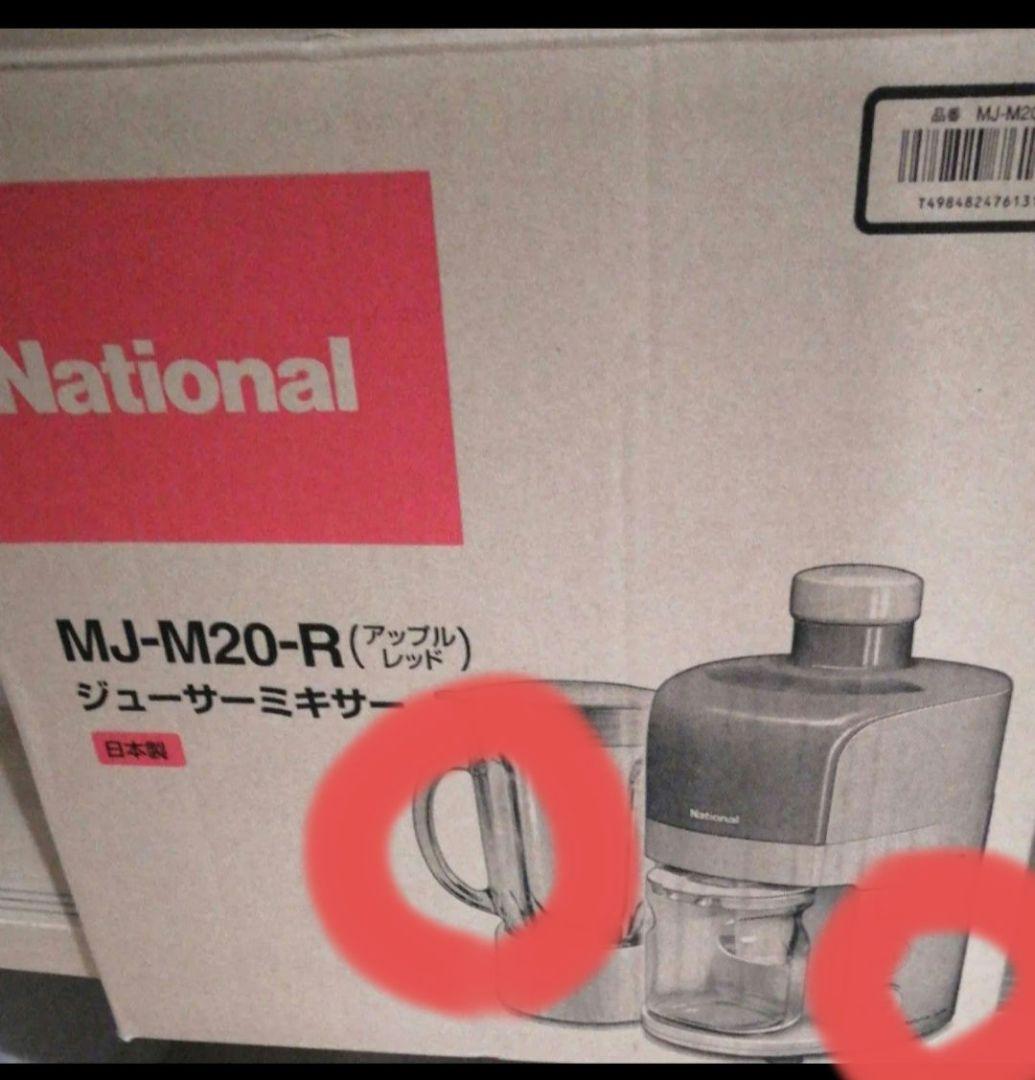 品番 MJ-M20
T498482476131
National
MJ-M20-R(アップルレッド)
ジューサーミキサー
日本製
National